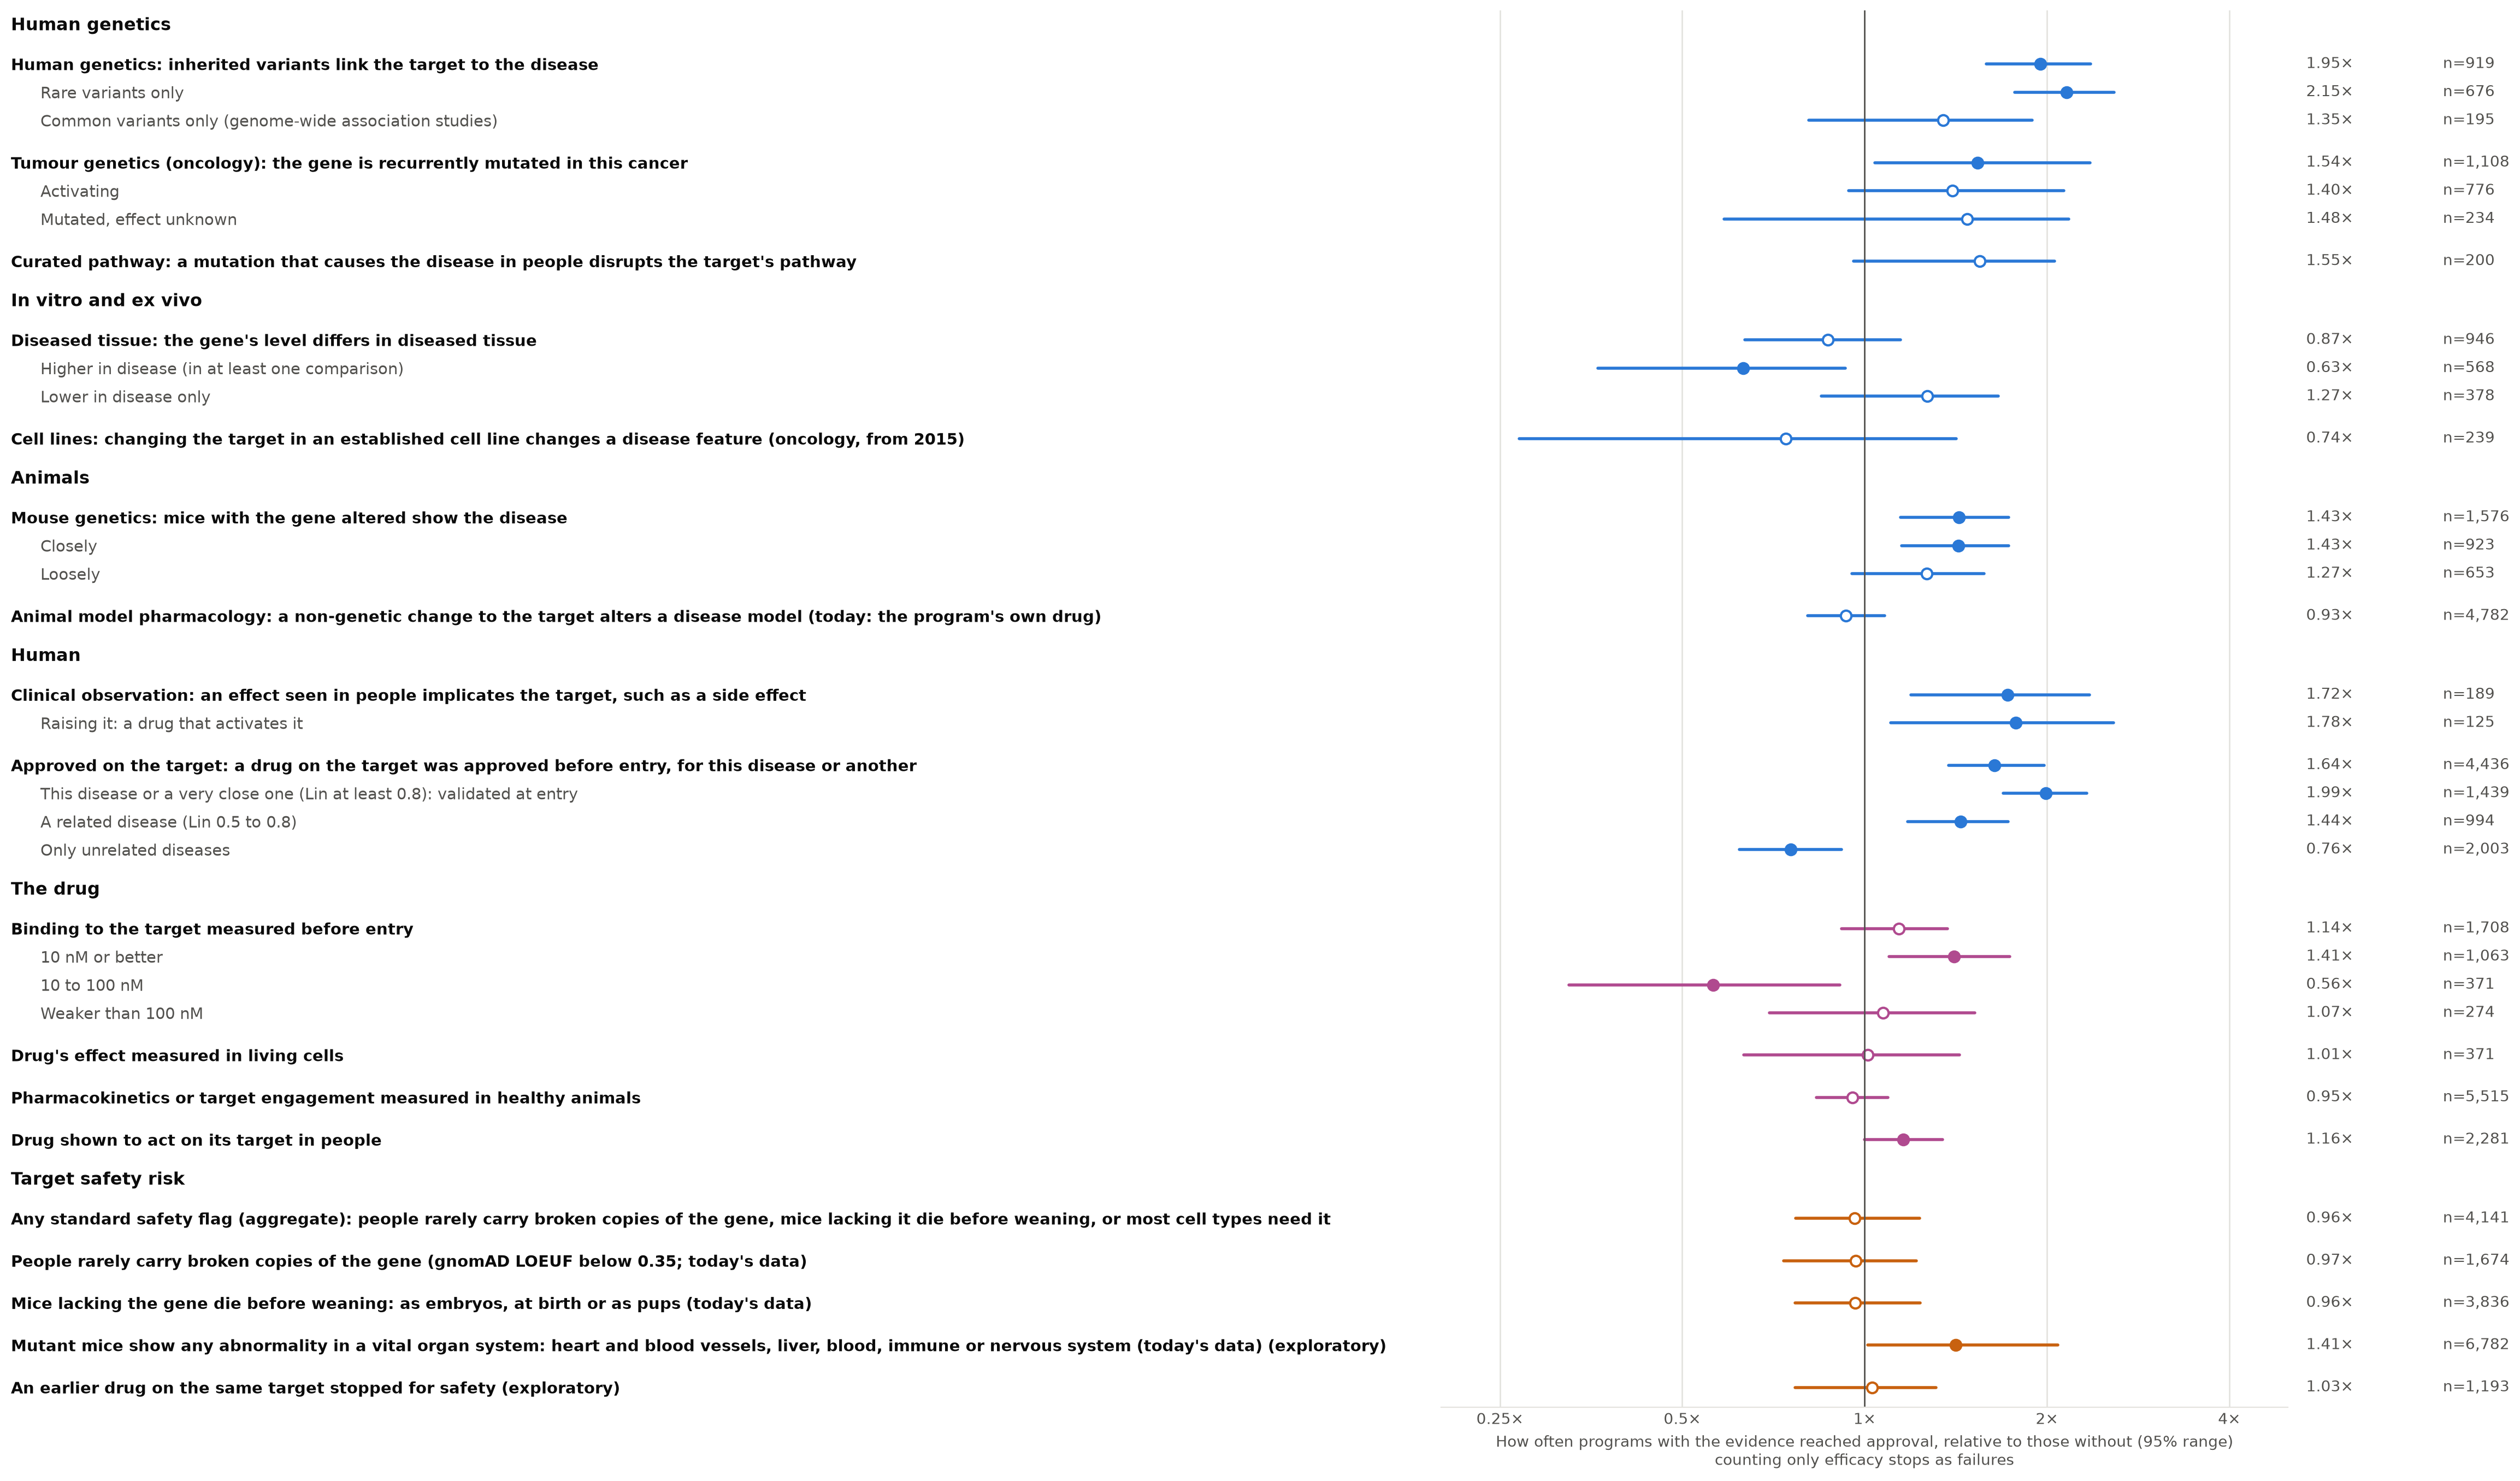 Human genetics
Human genetics: inherited variants link the target to the disease 1.95× n=919
Rare variants only 2.15× n=676
Common variants only (genome-wide association studies) 1.35× n=195
Tumour genetics (oncology): the gene is recurrently mutated in this cancer 1.54× n=1,108
Activating 1.40× n=776
Mutated, effect unknown 1.48× n=234
Curated pathway: a mutation that causes the disease in people disrupts the target's pathway 1.55× n=200
In vitro and ex vivo
Diseased tissue: the gene's level differs in diseased tissue 0.87× n=946
Higher in disease (in at least one comparison) 0.63× n=568
Lower in disease only 1.27× n=378
Cell lines: changing the target in an established cell line changes a disease feature (oncology, from 2015) 0.74× n=239
Animals
Mouse genetics: mice with the gene altered show the disease 1.43× n=1,576
Closely 1.43× n=923
Loosely 1.27× n=653
Animal model pharmacology: a non-genetic change to the target alters a disease model (today: the program's own drug) 0.93× n=4,782
Human
Clinical observation: an effect seen in people implicates the target, such as a side effect 1.72× n=189
Raising it: a drug that activates it 1.78× n=125
Approved on the target: a drug on the target was approved before entry, for this disease or another 1.64× n=4,436
This disease or a very close one (Lin at least 0.8): validated at entry 1.99× n=1,439
A related disease (Lin 0.5 to 0.8) 1.44× n=994
Only unrelated diseases 0.76× n=2,003
The drug
Binding to the target measured before entry 1.14× n=1,708
10 nM or better 1.41× n=1,063
10 to 100 nM 0.56× n=371
Weaker than 100 nM 1.07× n=274
Drug's effect measured in living cells 1.01× n=371
Pharmacokinetics or target engagement measured in healthy animals 0.95× n=5,515
Drug shown to act on its target in people 1.16× n=2,281
Target safety risk
Any standard safety flag (aggregate): people rarely carry broken copies of the gene, mice lacking it die before weaning, or most cell types need it 0.96× n=4,141
People rarely carry broken copies of the gene (gnomAD LOEUF below 0.35; today's data) 0.97× n=1,674
Mice lacking the gene die before weaning: as embryos, at birth or as pups (today's data) 0.96× n=3,836
Mutant mice show any abnormality in a vital organ system: heart and blood vessels, liver, blood, immune or nervous system (today's data) (exploratory) 1.41× n=6,782
An earlier drug on the same target stopped for safety (exploratory) 1.03× n=1,193
0.25× 0.5× 1× 2× 4×
How often programs with the evidence reached approval, relative to those without (95% range)
counting only efficacy stops as failures